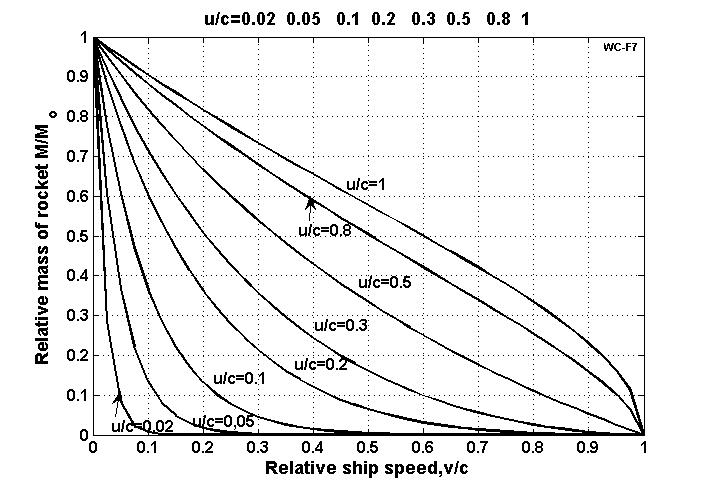 u/c=0.02 0.05 0.1 0.2 0.3 0.5 0.8 1
WC-F7
Relative mass of rocket M/M o
1
0.9
0.8
0.7
0.6
0.5
0.4
0.3
0.2
0.1
0
u/c=1
u/c=0.8
u/c=0.5
u/c=0.3
u/c=0.2
u/c=0.1
u/c=0.05
u/c=0.02
0 0.1 0.2 0.3 0.4 0.5 0.6 0.7 0.8 0.9 1
Relative ship speed,v/c